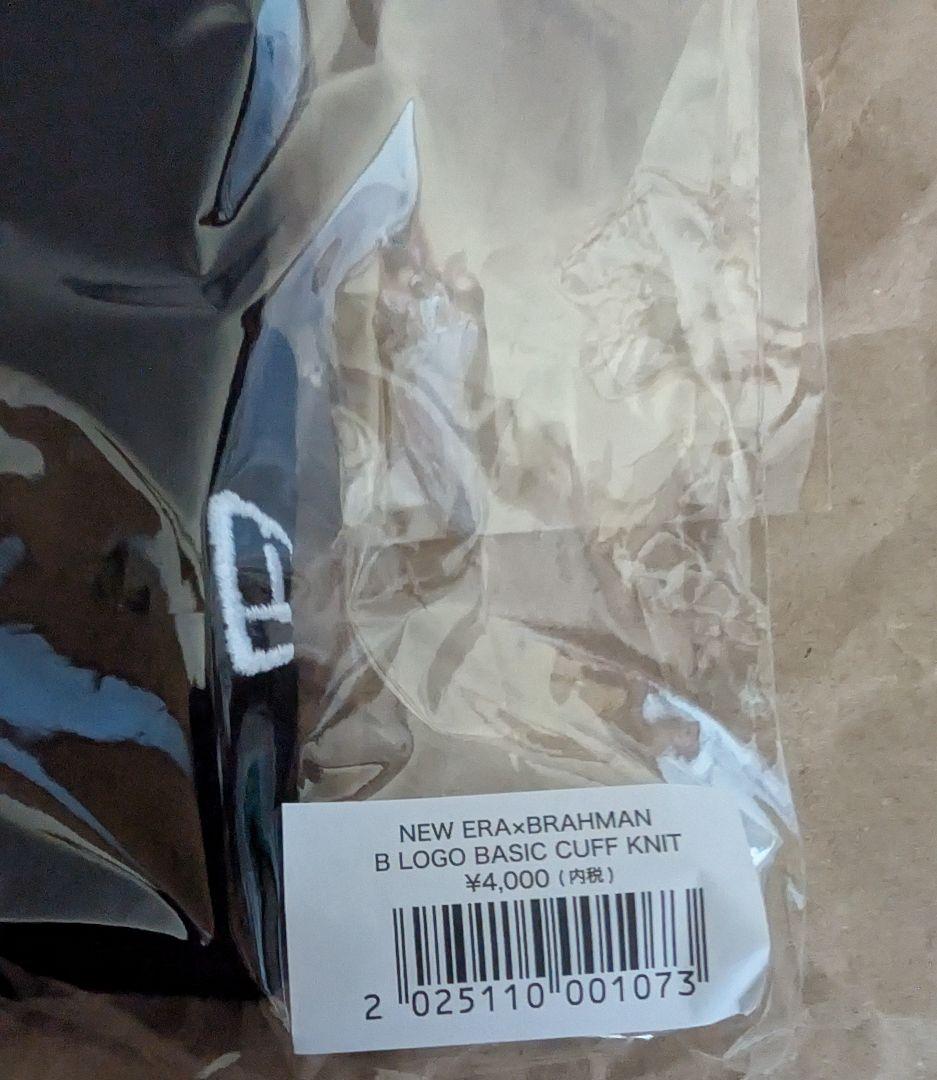 NEW ERA×BRAHMAN
B LOGO BASIC CUFF KNIT
¥4,000 (内税)
2 025110 001073